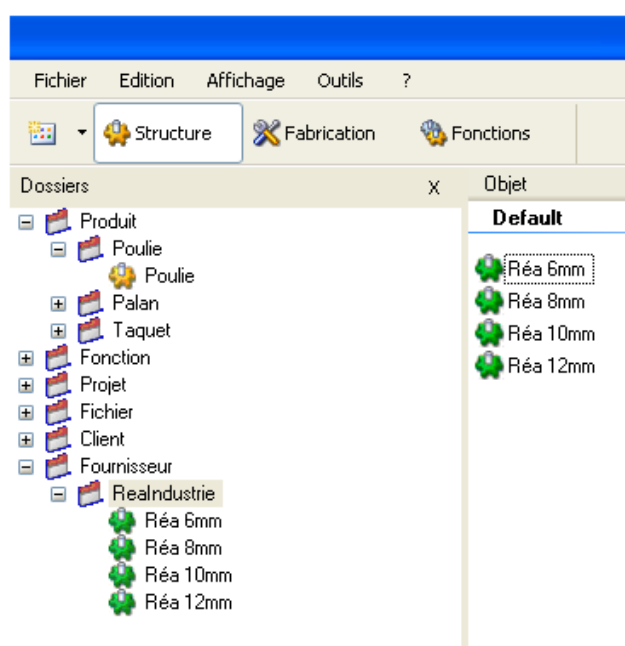 Fichier Edition Affichage Outils ?
Structure Fabrication Fonctions
Dossiers X
Produit
Poulie
Poulie
Palan
Taquet
Fonction
Projet
Fichier
Client
Fournisseur
RealIndustrie
Réa 6mm
Réa 8mm
Réa 10mm
Réa 12mm
Objet
Default
Réa 6mm
Réa 8mm
Réa 10mm
Réa 12mm